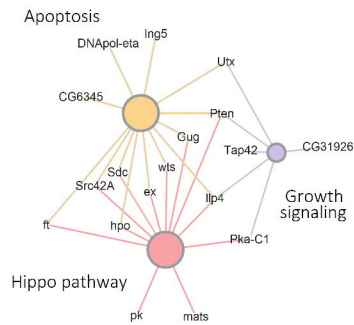 Apoptosis
Ing5
DNApol-eta
Utx
CG6345
Pten
Gug
Tap42
CG31926
Sdc
wts
Src42A
ex
Ilp4
Growth
signaling
ft
hpo
Pka-C1
Hippo pathway
pk
mats